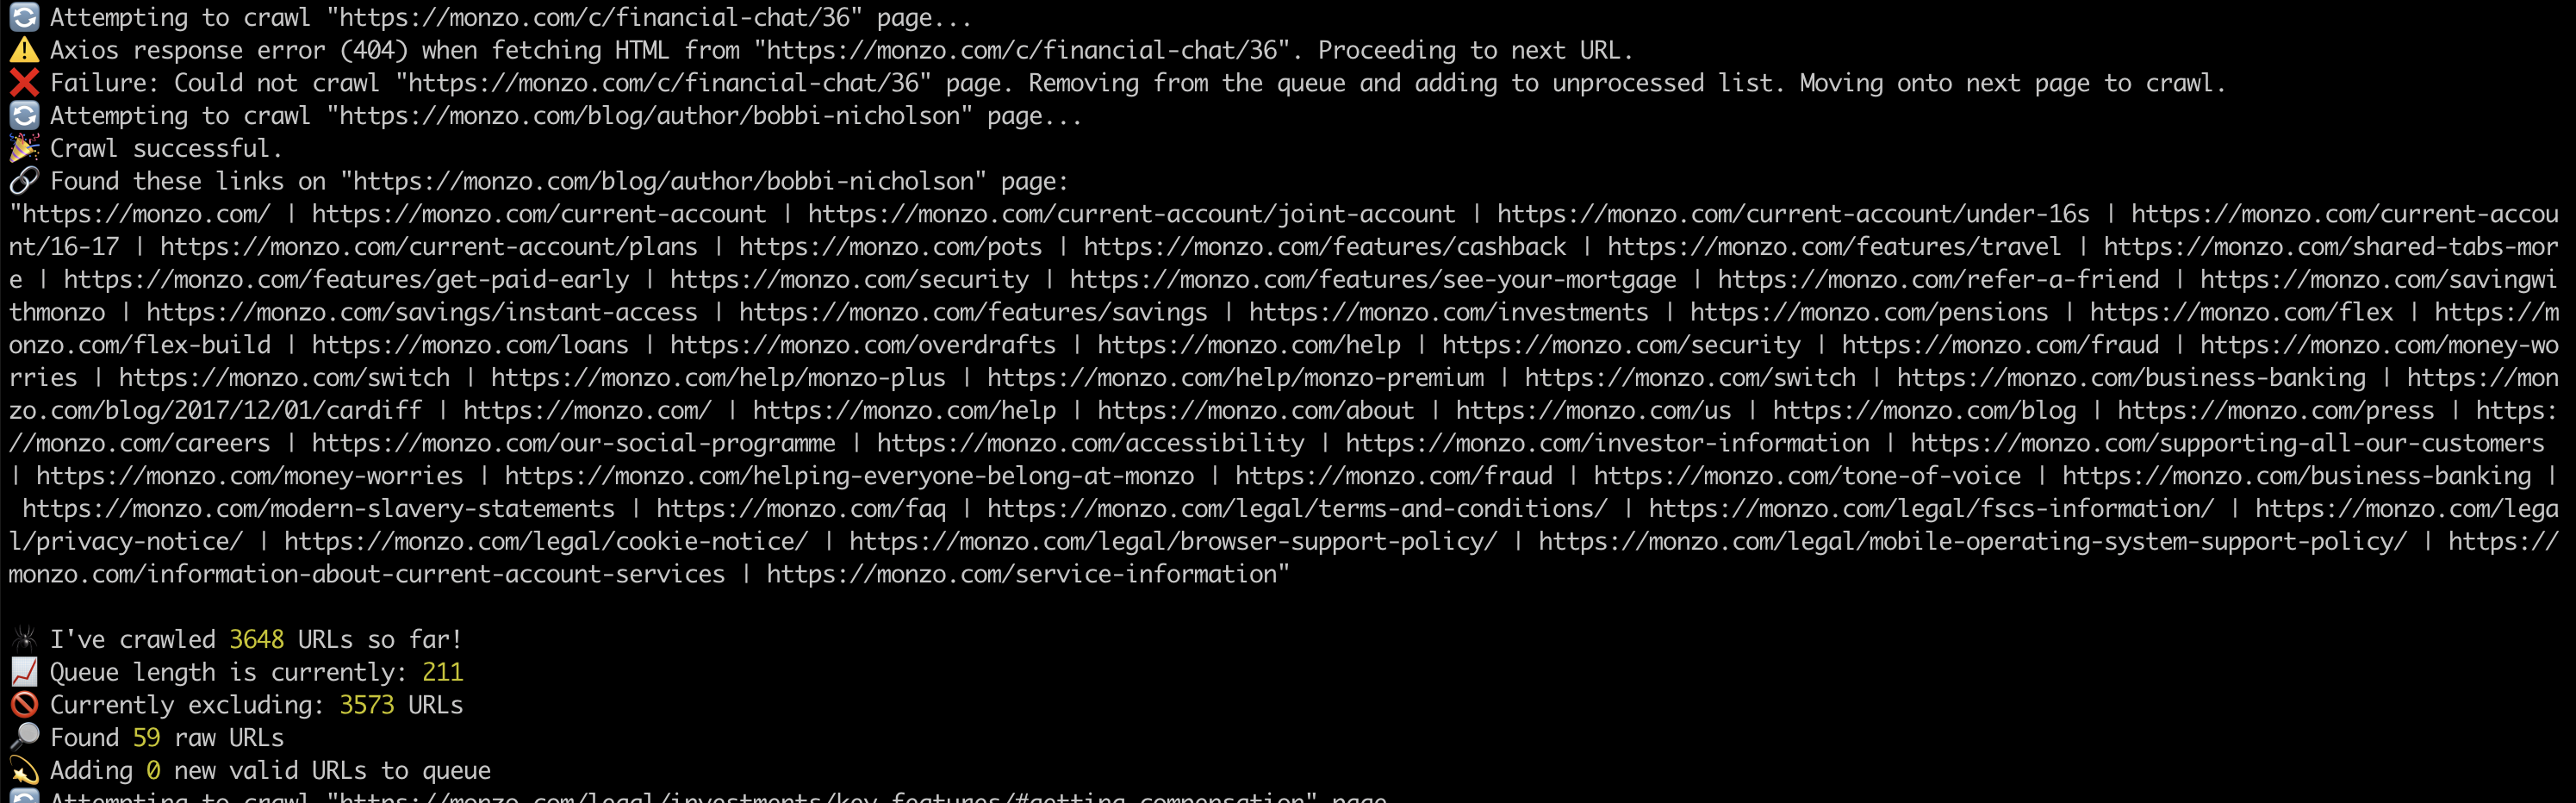 Attempting to crawl "https://monzo.com/c/financial-chat/36" page...
Axios response error (404) when fetching HTML from "https://monzo.com/c/financial-chat/36". Proceeding to next URL.
Failure: Could not crawl "https://monzo.com/c/financial-chat/36" page. Removing from the queue and adding to unprocessed list. Moving onto next page to crawl.
Attempting to crawl "https://monzo.com/blog/author/bobbi-nicholson" page...
Crawl successful.
Found these links on "https://monzo.com/blog/author/bobbi-nicholson" page:
"https://monzo.com/ | https://monzo.com/current-account | https://monzo.com/current-account/joint-account | https://monzo.com/current-account/under-16s | https://monzo.com/current-accou
nt/16-17 | https://monzo.com/current-account/plans | https://monzo.com/pots | https://monzo.com/features/cashback | https://monzo.com/features/travel | https://monzo.com/shared-tabs-mor
e | https://monzo.com/features/get-paid-early | https://monzo.com/security | https://monzo.com/features/see-your-mortgage | https://monzo.com/refer-a-friend | https://monzo.com/savingwi
thmonzo | https://monzo.com/savings/instant-access | https://monzo.com/features/savings | https://monzo.com/investments | https://monzo.com/pensions | https://monzo.com/flex | https://m
onzo.com/flex-build | https://monzo.com/loans | https://monzo.com/overdrafts | https://monzo.com/help | https://monzo.com/security | https://monzo.com/fraud | https://monzo.com/money-wo
rries | https://monzo.com/switch | https://monzo.com/help/monzo-plus | https://monzo.com/help/monzo-premium | https://monzo.com/switch | https://monzo.com/business-banking | https://mon
zo.com/blog/2017/12/01/cardiff | https://monzo.com/ | https://monzo.com/help | https://monzo.com/about | https://monzo.com/us | https://monzo.com/blog | https://monzo.com/press | https:
//monzo.com/careers | https://monzo.com/our-social-programme | https://monzo.com/accessibility | https://monzo.com/investor-information | https://monzo.com/supporting-all-our-customers
| https://monzo.com/money-worries | https://monzo.com/helping-everyone-belong-at-monzo | https://monzo.com/fraud | https://monzo.com/tone-of-voice | https://monzo.com/business-banking |
https://monzo.com/modern-slavery-statements | https://monzo.com/faq | https://monzo.com/legal/terms-and-conditions/ | https://monzo.com/legal/fscs-information/ | https://monzo.com/lega
l/privacy-notice/ | https://monzo.com/legal/cookie-notice/ | https://monzo.com/legal/browser-support-policy/ | https://monzo.com/legal/mobile-operating-system-support-policy/ | https://
monzo.com/information-about-current-account-services | https://monzo.com/service-information"
I've crawled 3648 URLs so far!
Queue length is currently: 211
Currently excluding: 3573 URLs
Found 59 raw URLs
Adding 0 new valid URLs to queue
Attempting to crawl "https://monzo.com/legal/investments/key-features/#getting-compensation" page